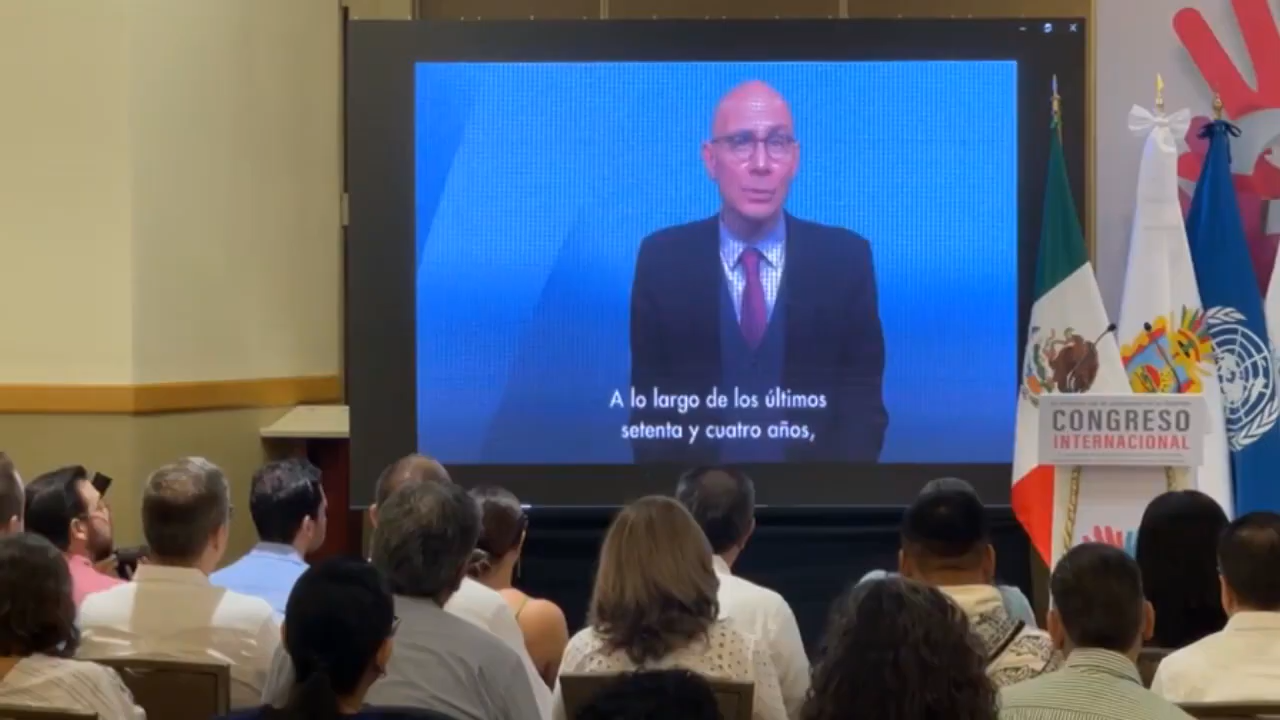 A lo largo de los últimos
setenta y cuatro años,
CONGRESO
INTERNACIONAL